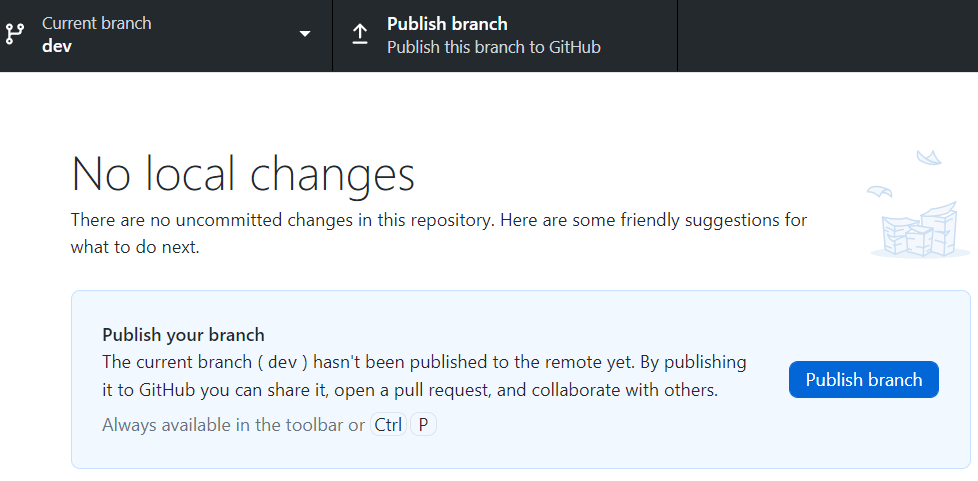 Current branch
dev
Publish branch
Publish this branch to GitHub
No local changes
There are no uncommitted changes in this repository. Here are some friendly suggestions for
what to do next.
Publish your branch
The current branch ( dev ) hasn't been published to the remote yet. By publishing
it to GitHub you can share it, open a pull request, and collaborate with others.
Publish branch
Always available in the toolbar or Ctrl P